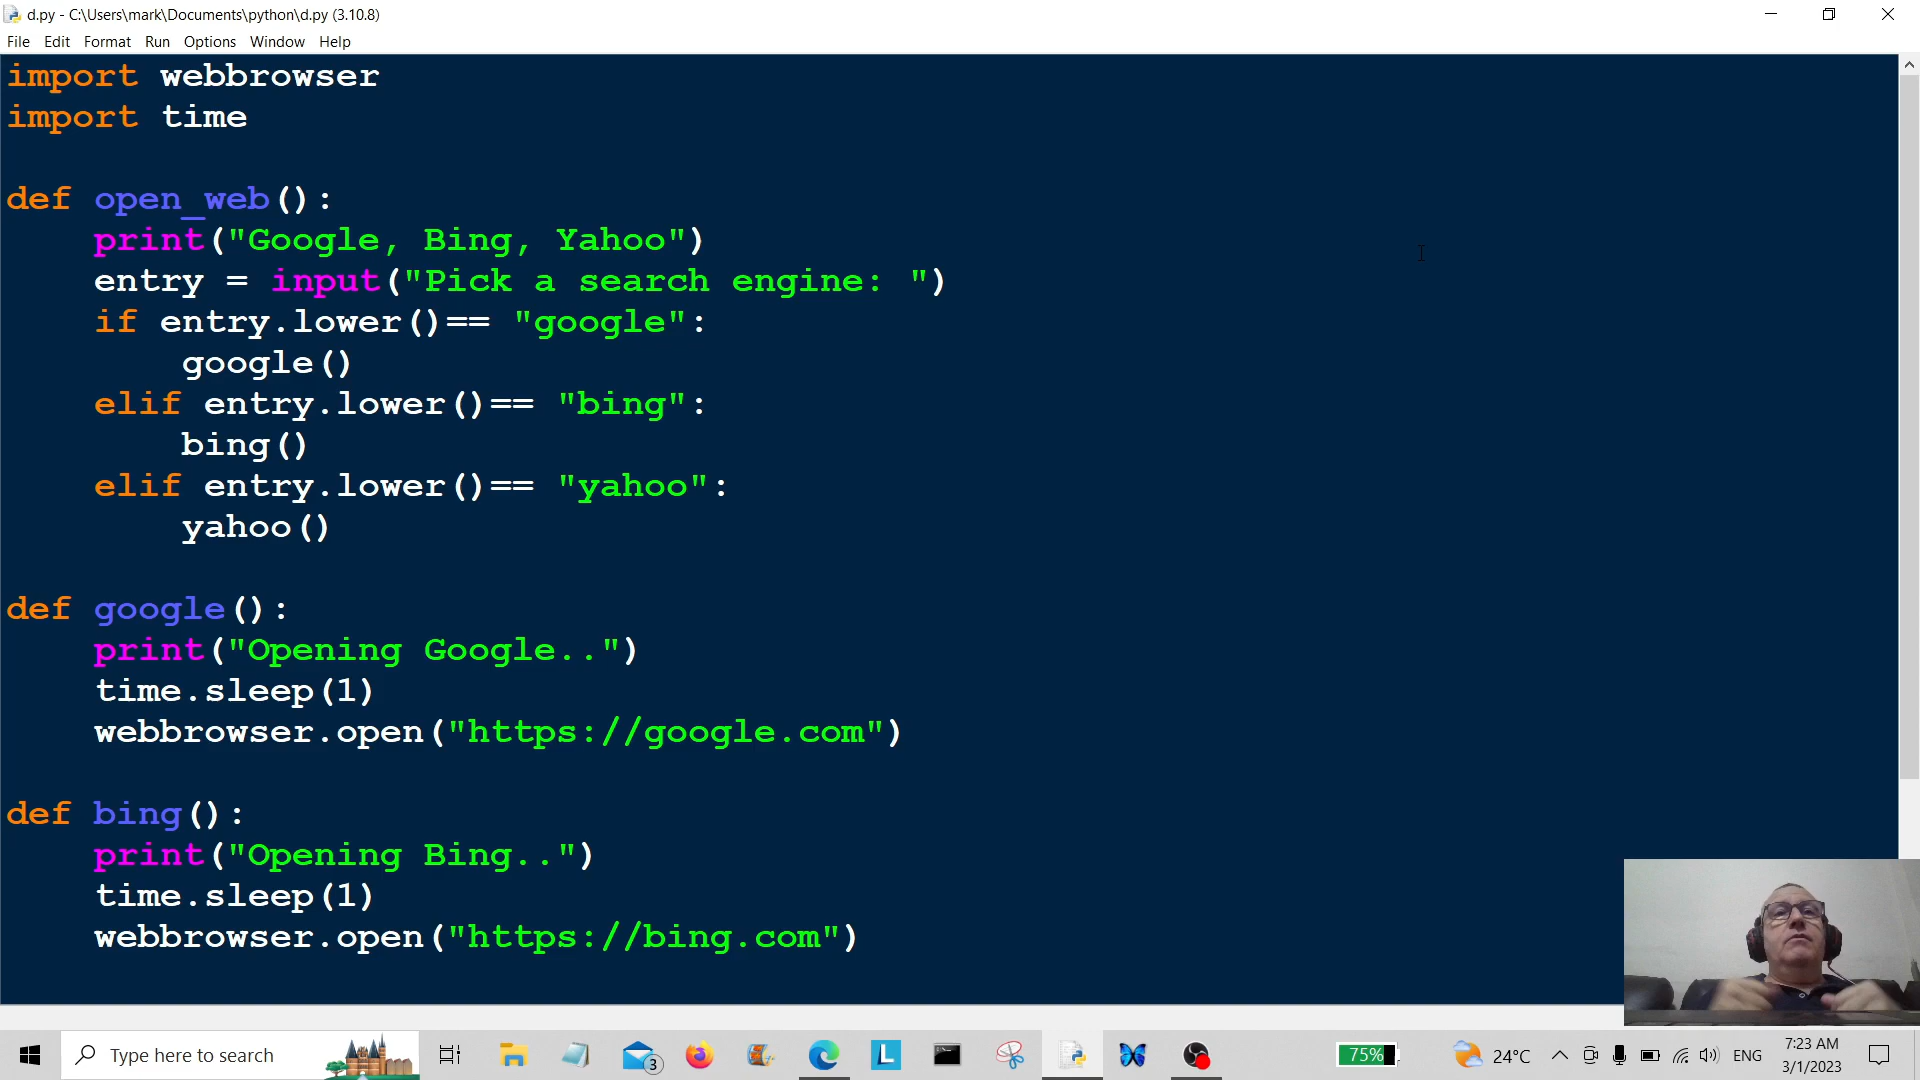 d.py - C:\Users\mark\Documents\python\d.py (3.10.8)
File Edit Format Run Options Window Help
import webbrowser
import time
def open_web():
    print("Google, Bing, Yahoo")
    entry = input("Pick a search engine: ")
    if entry.lower()== "google":
        google()
    elif entry.lower()== "bing":
        bing()
    elif entry.lower()== "yahoo":
        yahoo()
def google():
    print("Opening Google..")
    time.sleep(1)
    webbrowser.open("https://google.com")
def bing():
    print("Opening Bing..")
    time.sleep(1)
    webbrowser.open("https://bing.com")
Type here to search
3
L
75%
24°C
ENG
7:23 AM
3/1/2023